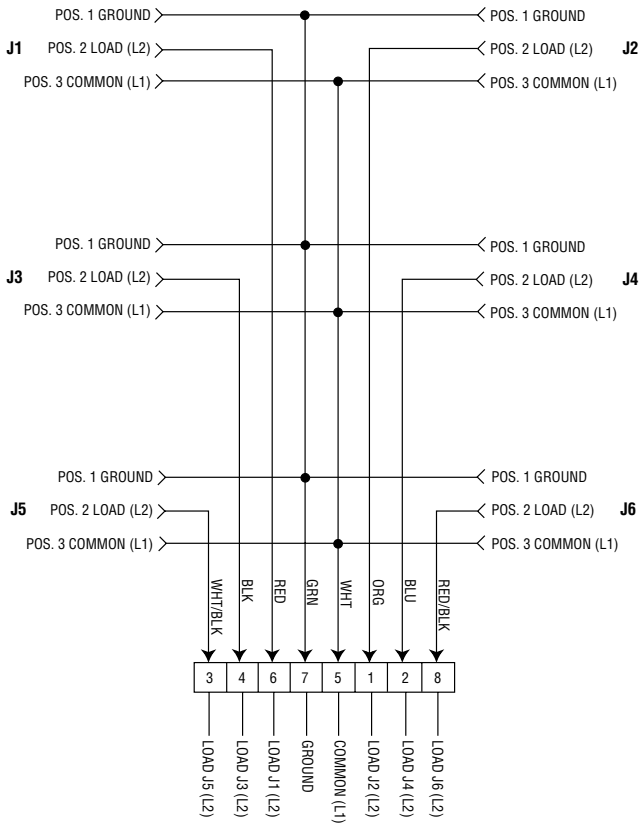 POS. 1 GROUND
POS. 1 GROUND
J1
POS. 2 LOAD (L2)
POS. 2 LOAD (L2)
J2
POS. 3 COMMON (L1)
POS. 3 COMMON (L1)
POS. 1 GROUND
POS. 1 GROUND
J3
POS. 2 LOAD (L2)
POS. 2 LOAD (L2)
J4
POS. 3 COMMON (L1)
POS. 3 COMMON (L1)
POS. 1 GROUND
POS. 1 GROUND
J5
POS. 2 LOAD (L2)
POS. 2 LOAD (L2)
J6
POS. 3 COMMON (L1)
POS. 3 COMMON (L1)
WHT/BLK
BLK
RED
GRN
WHT
ORG
BLU
RED/BLK
3
4
6
7
5
1
2
8
LOAD J5 (L2)
LOAD J3 (L2)
LOAD J1 (L2)
GROUND
COMMON (L1)
LOAD J2 (L2)
LOAD J4 (L2)
LOAD J6 (L2)